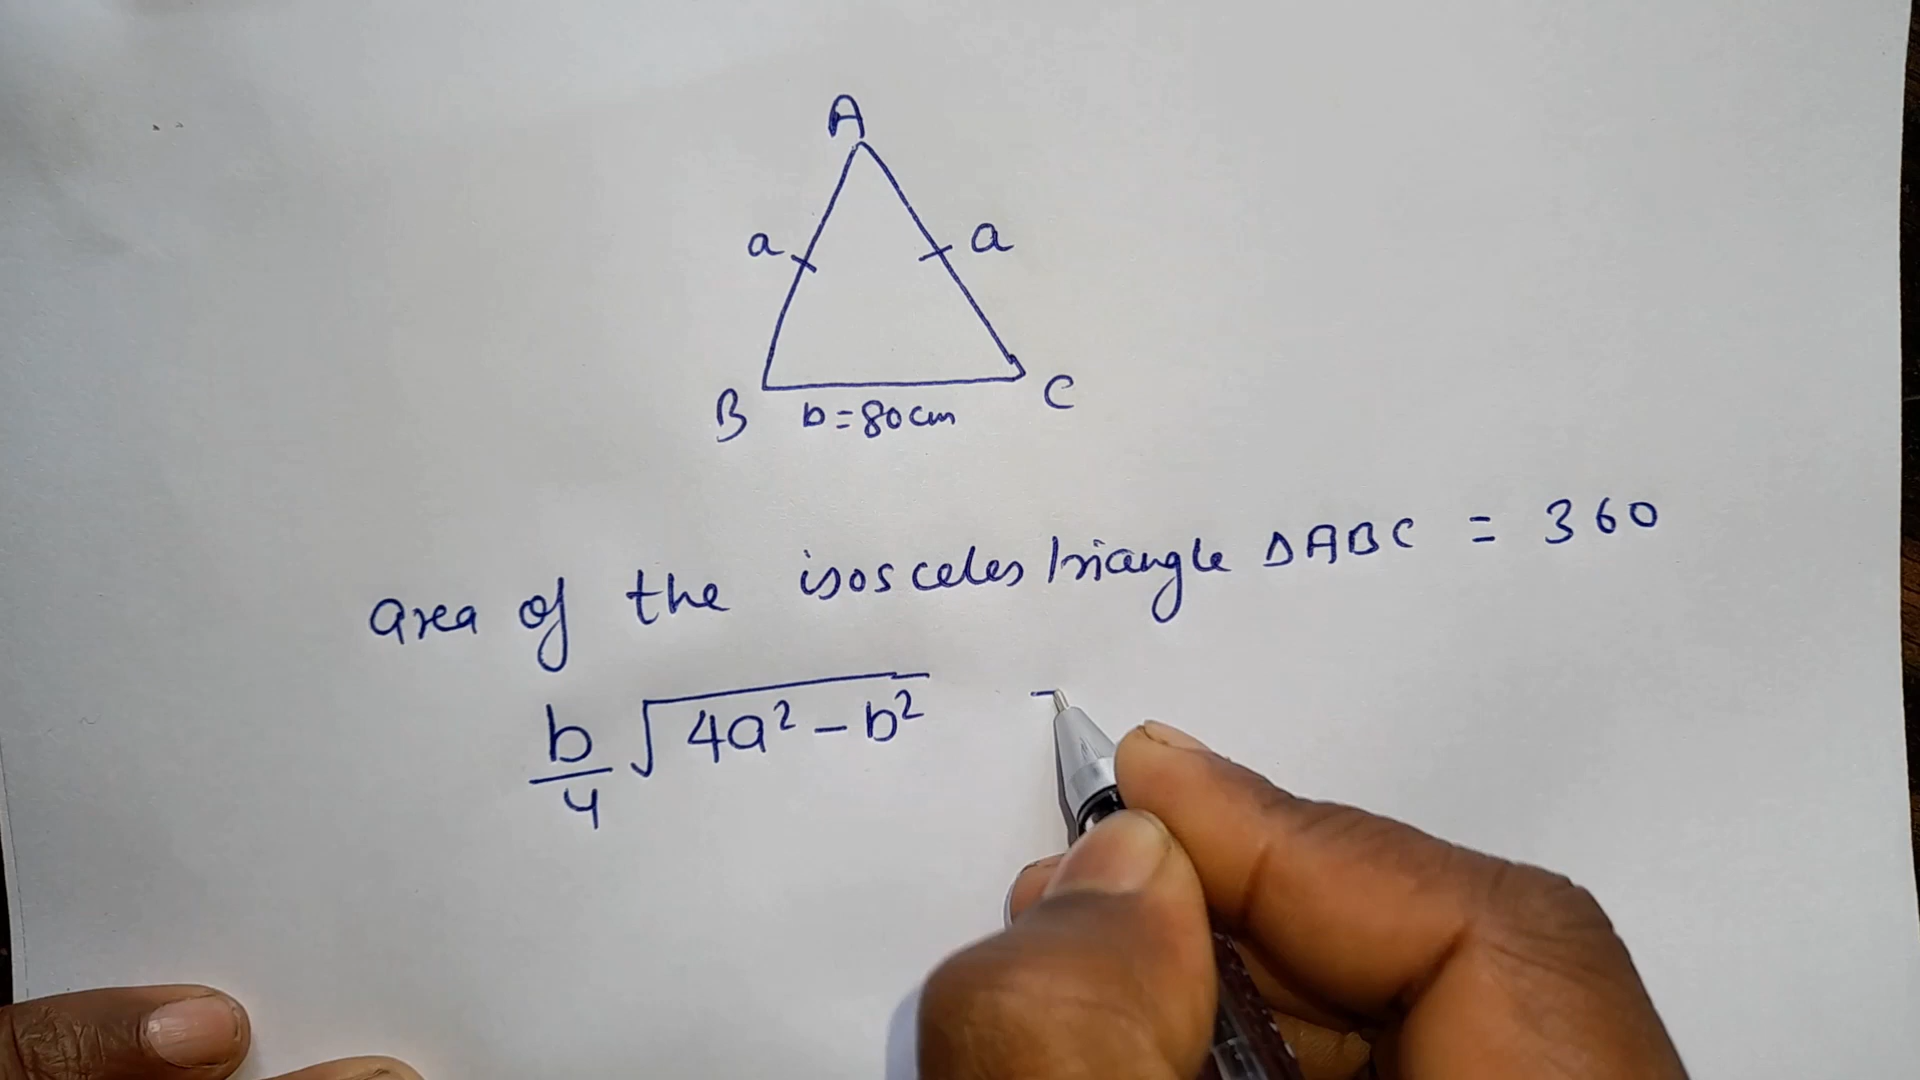 A
a a
B b=80cm C
area of the isosceles triangle ΔABC = 360
b/4 √4a² - b²